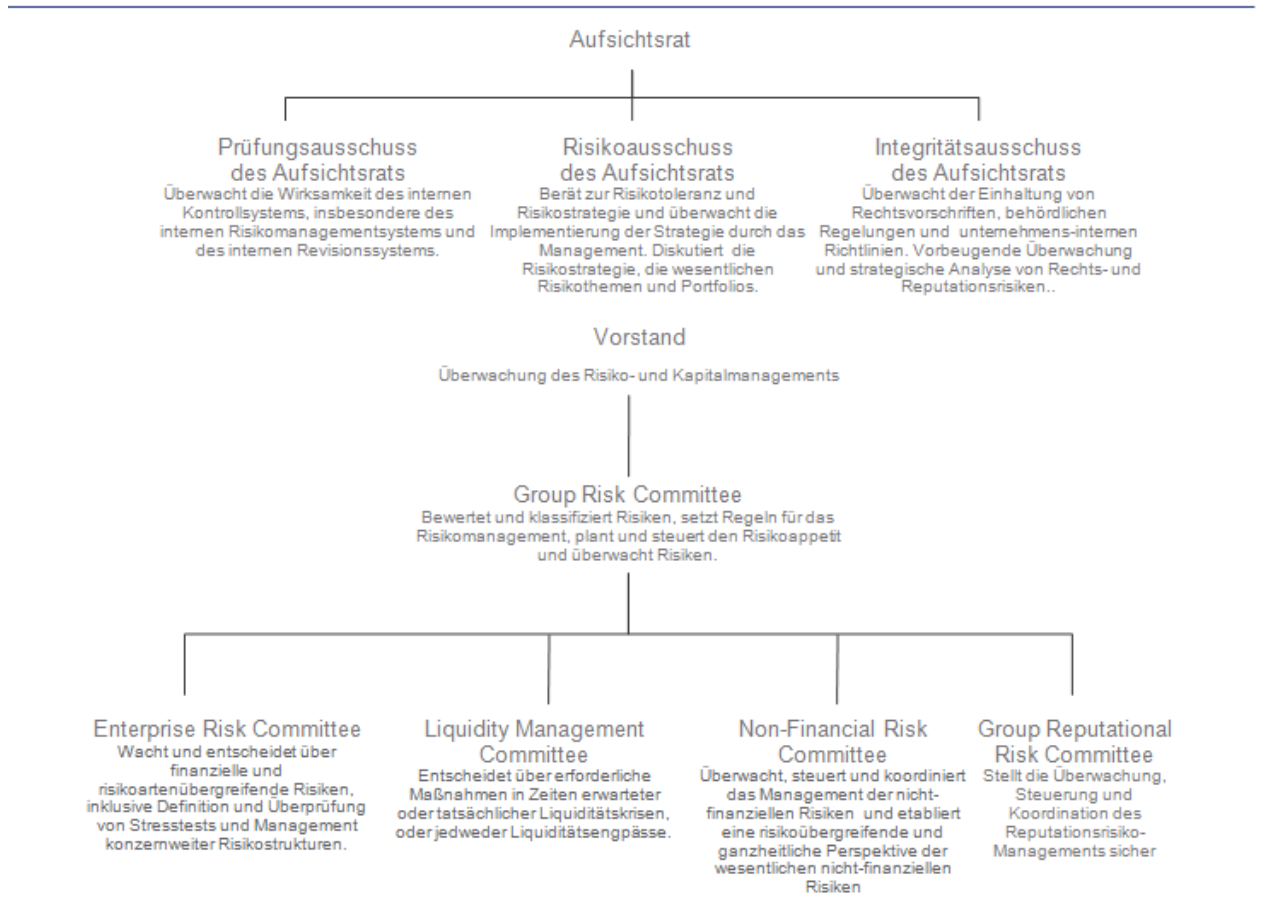 Aufsichtsrat
Prüfungsausschuss
des Aufsichtsrats
Überwacht die Wirksamkeit des internen
Kontrollsystems, insbesondere des
internen Risikomanagementsystems und
des internen Revisionssystems.
Risikoausschuss
des Aufsichtsrats
Berät zur Risikotoleranz und
Risikostrategie und überwacht die
Implementierung der Strategie durch das
Management. Diskutiert die
Risikostrategie, die wesentlichen
Risikothemen und Portfolios.
Integritätsausschuss
des Aufsichtsrats
Überwacht der Einhaltung von
Rechtsvorschriften, behördlichen
Regelungen und unternehmens-internen
Richtlinien. Vorbeugende Überwachung
und strategische Analyse von Rechts- und
Reputationsrisiken..
Vorstand
Überwachung des Risiko- und Kapitalmanagements
Group Risk Committee
Bewertet und klassifiziert Risiken, setzt Regeln für das
Risikomanagement, plant und steuert den Risikoappetit
und überwacht Risiken.
Enterprise Risk Committee
Wacht und entscheidet über
finanzielle und
risikoartenübergreifende Risiken,
inklusive Definition und Überprüfung
von Stresstests und Management
konzernweiter Risikostrukturen.
Liquidity Management
Committee
Entscheidet über erforderliche
Maßnahmen in Zeiten erwarteter
oder tatsächlicher Liquiditätskrisen,
oder jedweder Liquiditätsengpässe.
Non-Financial Risk
Committee
Überwacht, steuert und koordiniert
das Management der nicht-
finanziellen Risiken und etabliert
eine risikoübergreifende und
ganzheitliche Perspektive der
wesentlichen nicht-finanziellen
Risiken
Group Reputational
Risk Committee
Stellt die Überwachung,
Steuerung und
Koordination des
Reputationsrisiko-
Managements sicher